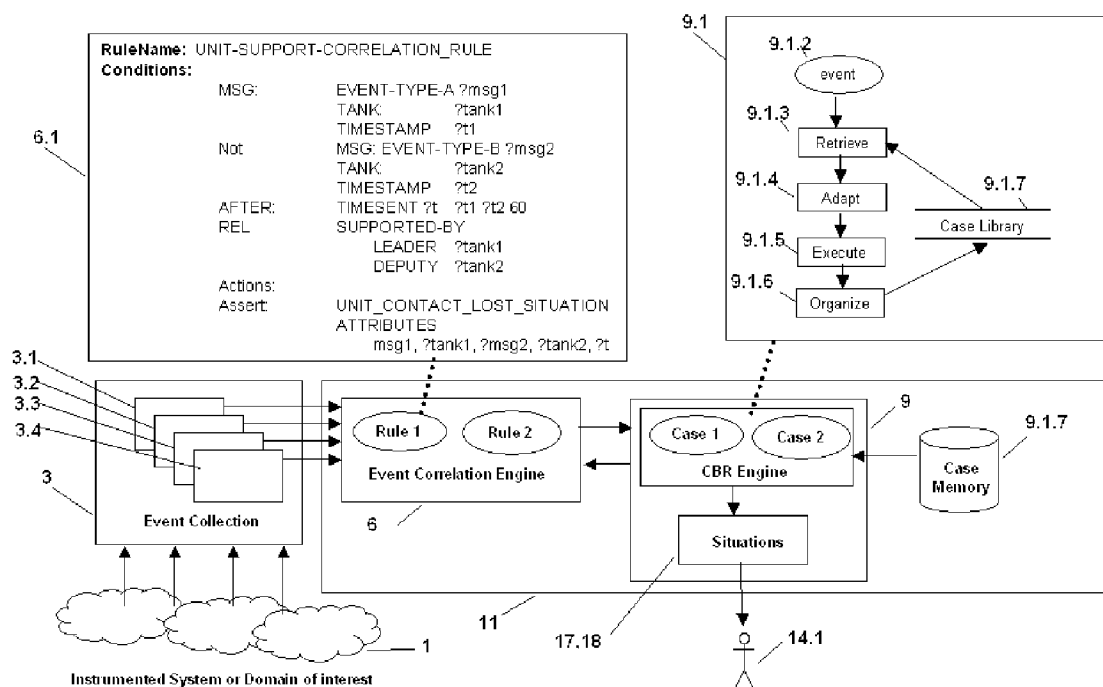 RuleName: UNIT-SUPPORT-CORRELATION_RULE
Conditions:
MSG: EVENT-TYPE-A ?msg1
TANK: ?tank1
TIMESTAMP ?t1
Not MSG: EVENT-TYPE-B ?msg2
TANK: ?tank2
TIMESTAMP ?t2
AFTER: TIMESENT ?t ?t1 ?t2 60
REL SUPPORTED-BY
LEADER ?tank1
DEPUTY ?tank2
Actions:
Assert: UNIT_CONTACT_LOST_SITUATION
ATTRIBUTES
msg1, ?tank1, ?msg2, ?tank2, ?t
6.1
9.1
9.1.2
event
9.1.3
Retrieve
9.1.4
Adapt
9.1.7
Case Library
9.1.5
Execute
9.1.6
Organize
3.1
3.2
3.3
3.4
3
Event Collection
Rule 1
Rule 2
Event Correlation Engine
6
Case 1
Case 2
CBR Engine
9
9.1.7
Case
Memory
Situations
17.18
11
14.1
1
Instrumented System or Domain of interest